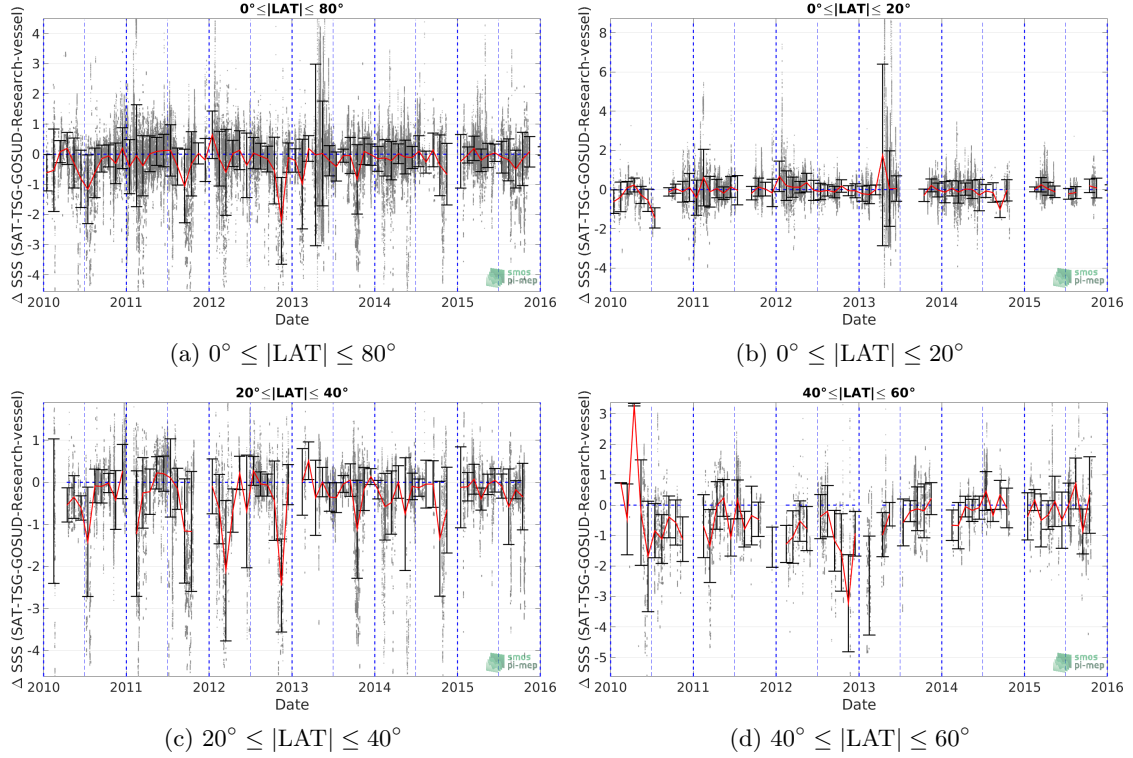 0°≤|LAT|≤ 80°
Δ SSS (SAT-TSG-GOSUD-Research-vessel)
4
3
2
1
0
-1
-2
-3
-4
2010 2011 2012 2013 2014 2015 2016
Date
smos
pi-mep
(a) 0° ≤ |LAT| ≤ 80°
0°≤|LAT|≤ 20°
Δ SSS (SAT-TSG-GOSUD-Research-vessel)
8
6
4
2
0
-2
-4
2010 2011 2012 2013 2014 2015 2016
Date
smos
pi-mep
(b) 0° ≤ |LAT| ≤ 20°
20°≤|LAT|≤ 40°
Δ SSS (SAT-TSG-GOSUD-Research-vessel)
1
0
-1
-2
-3
-4
2010 2011 2012 2013 2014 2015 2016
Date
smos
pi-mep
(c) 20° ≤ |LAT| ≤ 40°
40°≤|LAT|≤ 60°
Δ SSS (SAT-TSG-GOSUD-Research-vessel)
3
2
1
0
-1
-2
-3
-4
-5
2010 2011 2012 2013 2014 2015 2016
Date
smos
pi-mep
(d) 40° ≤ |LAT| ≤ 60°